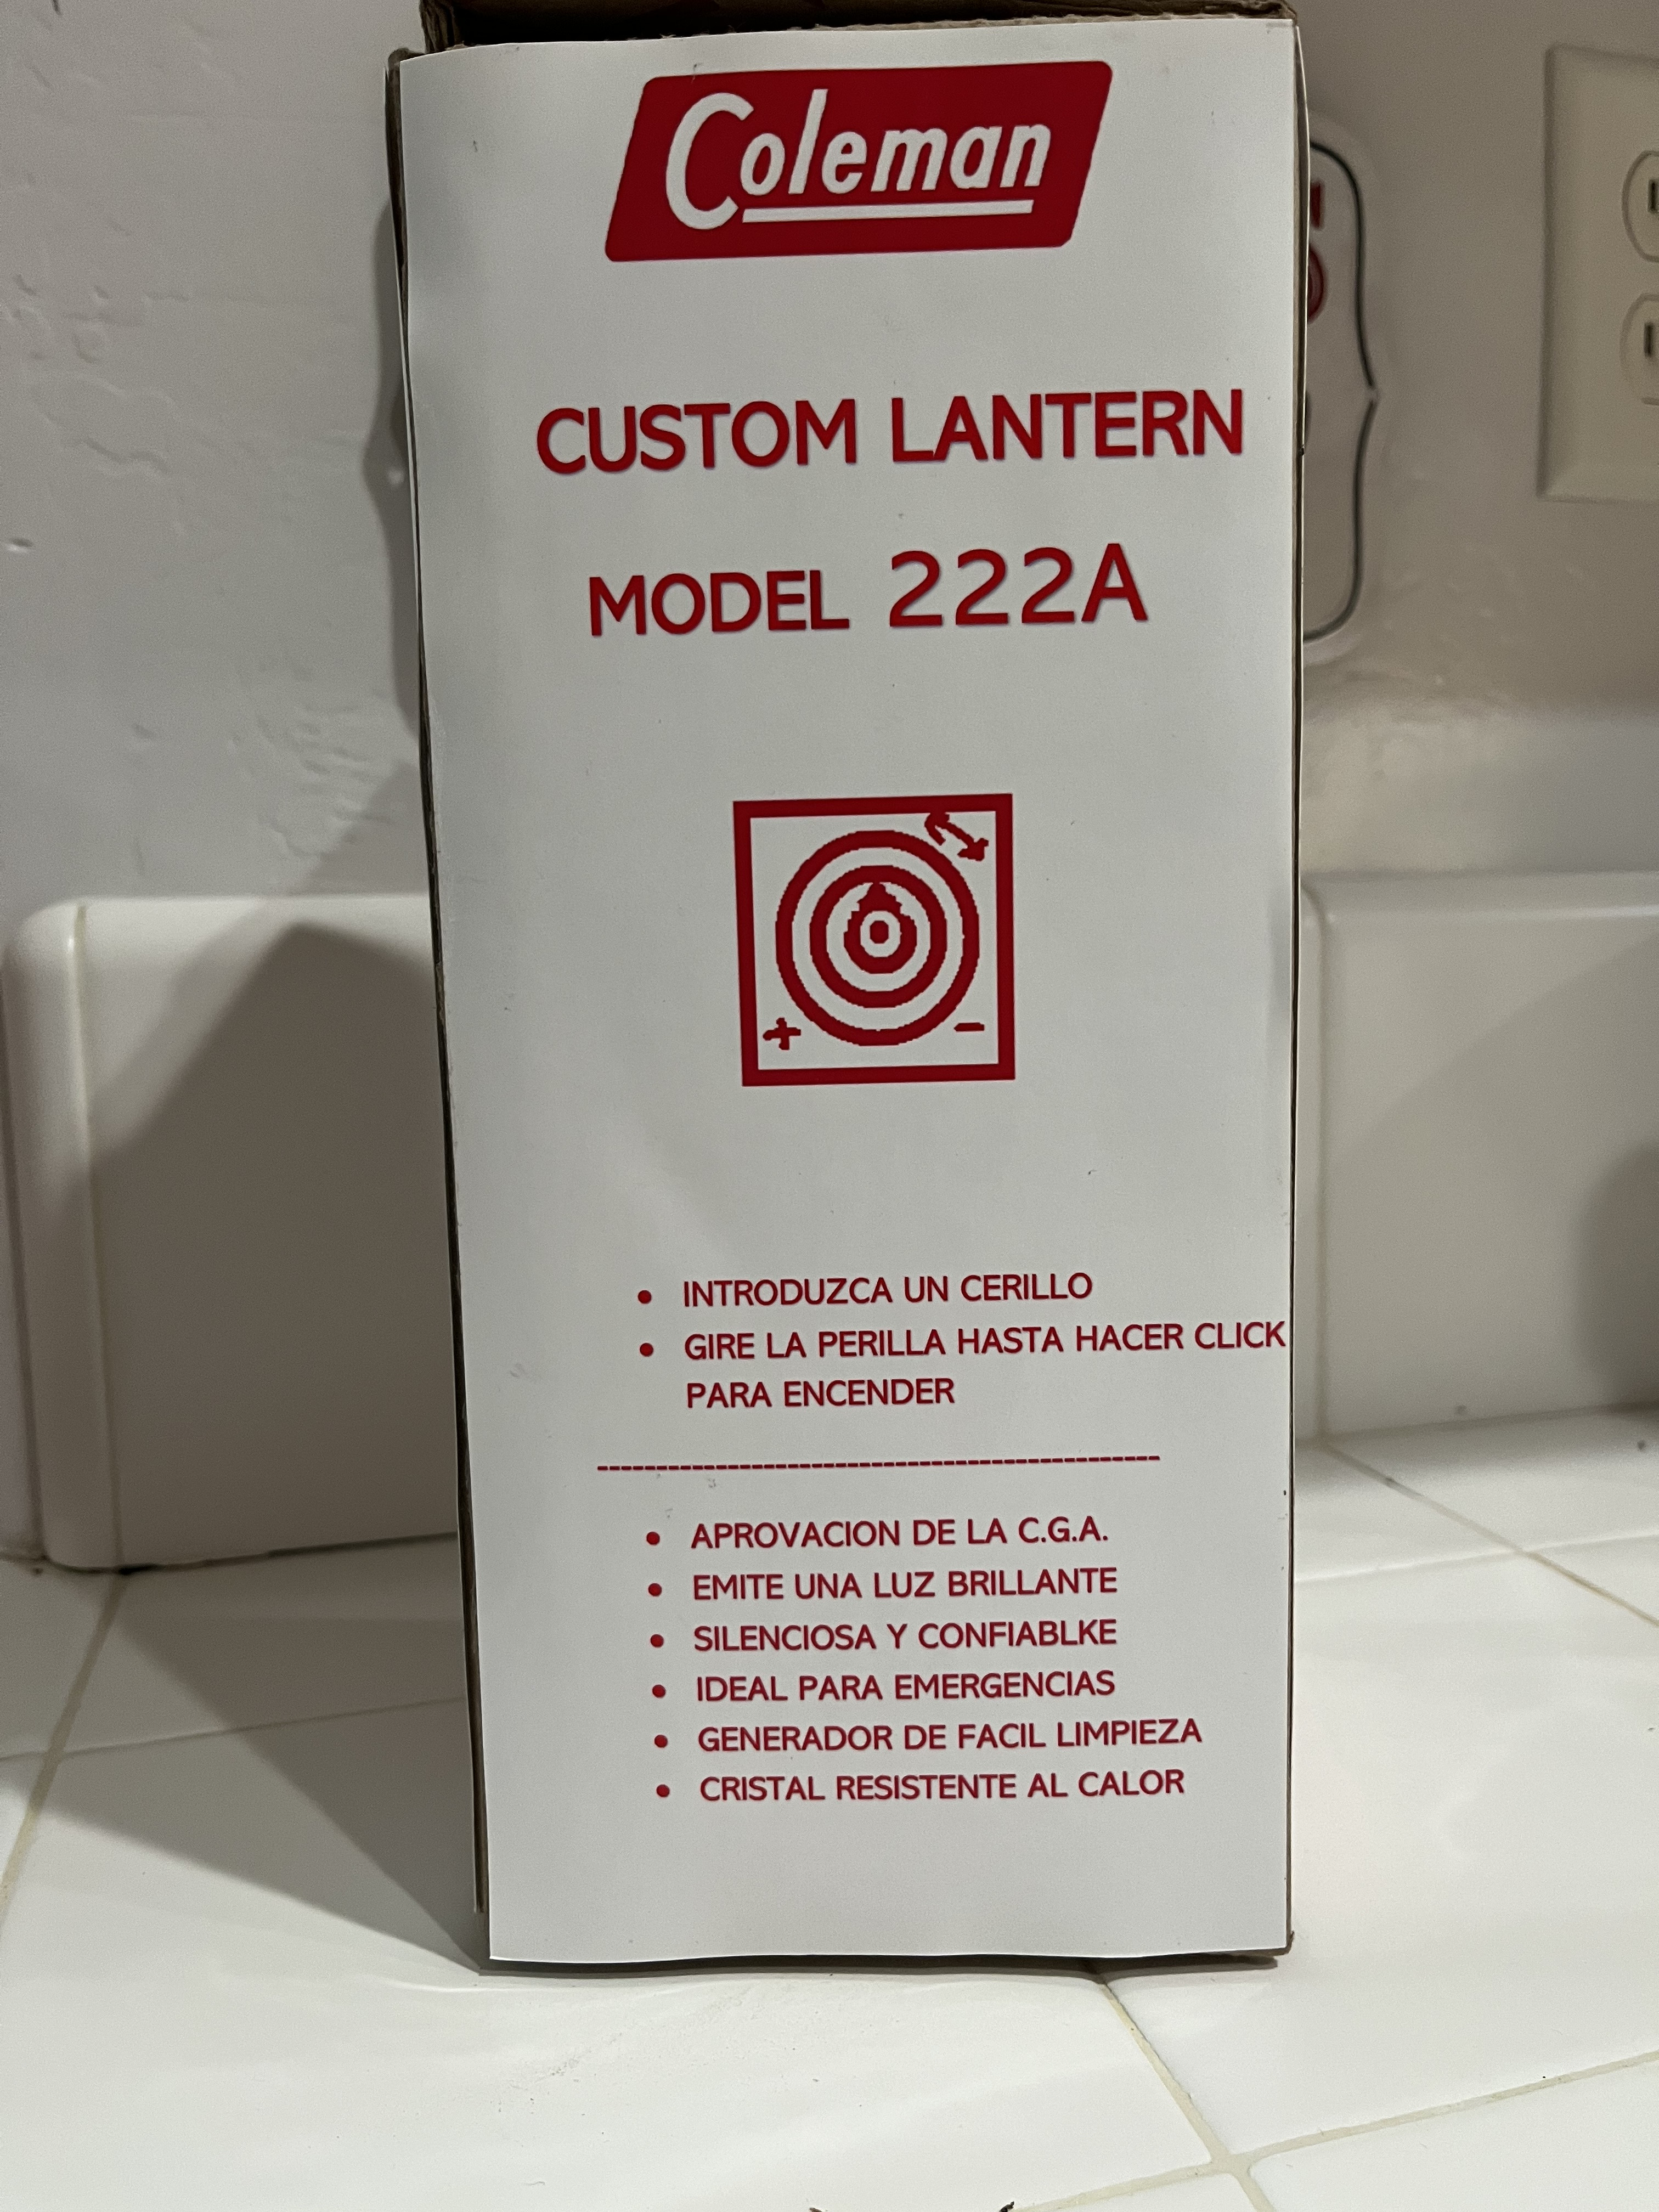 Coleman
CUSTOM LANTERN
MODEL 222A
+ −
• INTRODUZCA UN CERILLO
• GIRE LA PERILLA HASTA HACER CLICK
PARA ENCENDER
------------------------------------------------
• APROVACION DE LA C.G.A.
• EMITE UNA LUZ BRILLANTE
• SILENCIOSA Y CONFIABLKE
• IDEAL PARA EMERGENCIAS
• GENERADOR DE FACIL LIMPIEZA
• CRISTAL RESISTENTE AL CALOR